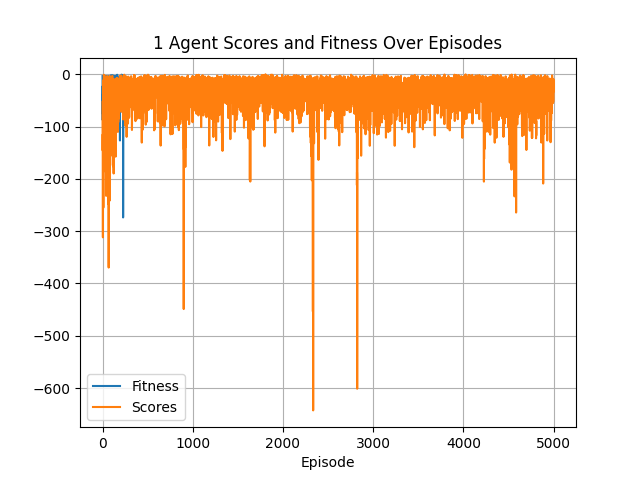 1 Agent Scores and Fitness Over Episodes
0
−100
−200
−300
−400
−500
−600
Fitness
Scores
0 1000 2000 3000 4000 5000
Episode